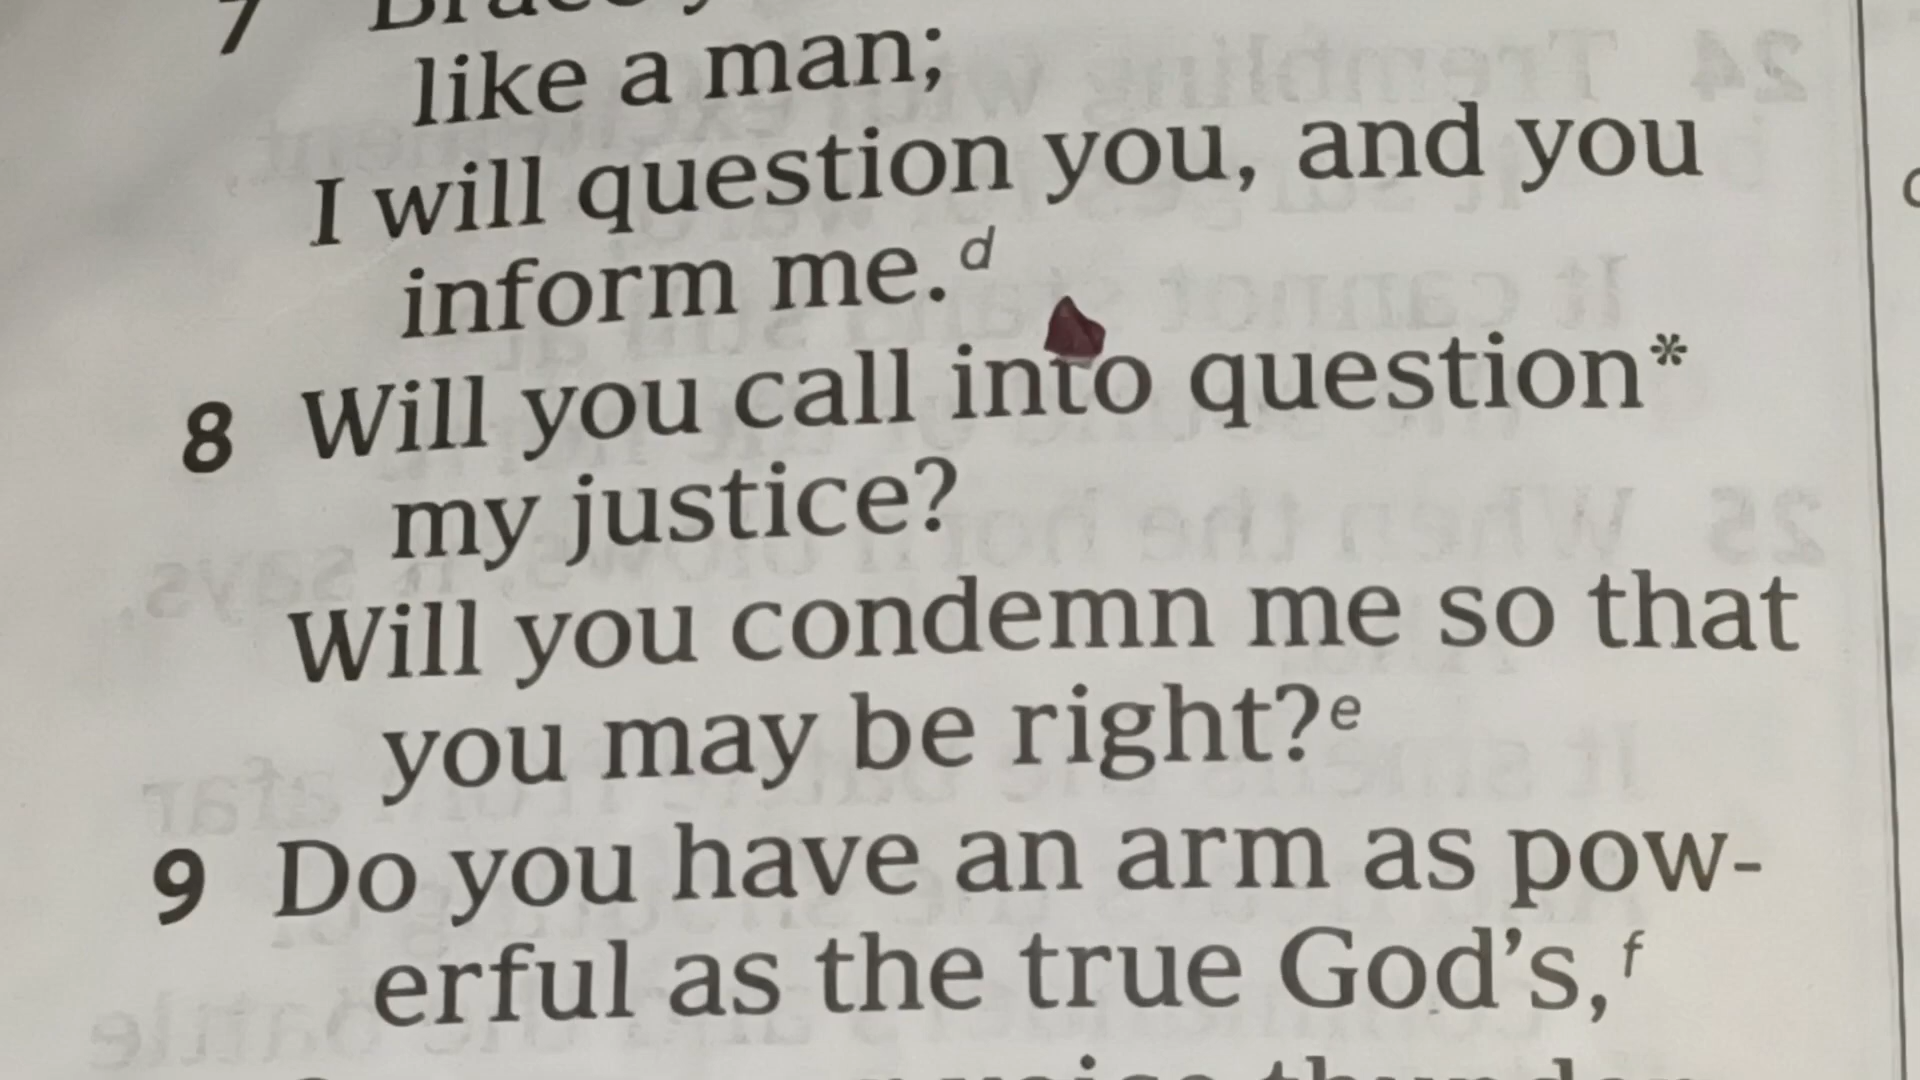 7
like a man;
I will question you, and you
inform me.d
8 Will you call into question*
my justice?
Will you condemn me so that
you may be right?e
9 Do you have an arm as pow-
erful as the true God’s,f